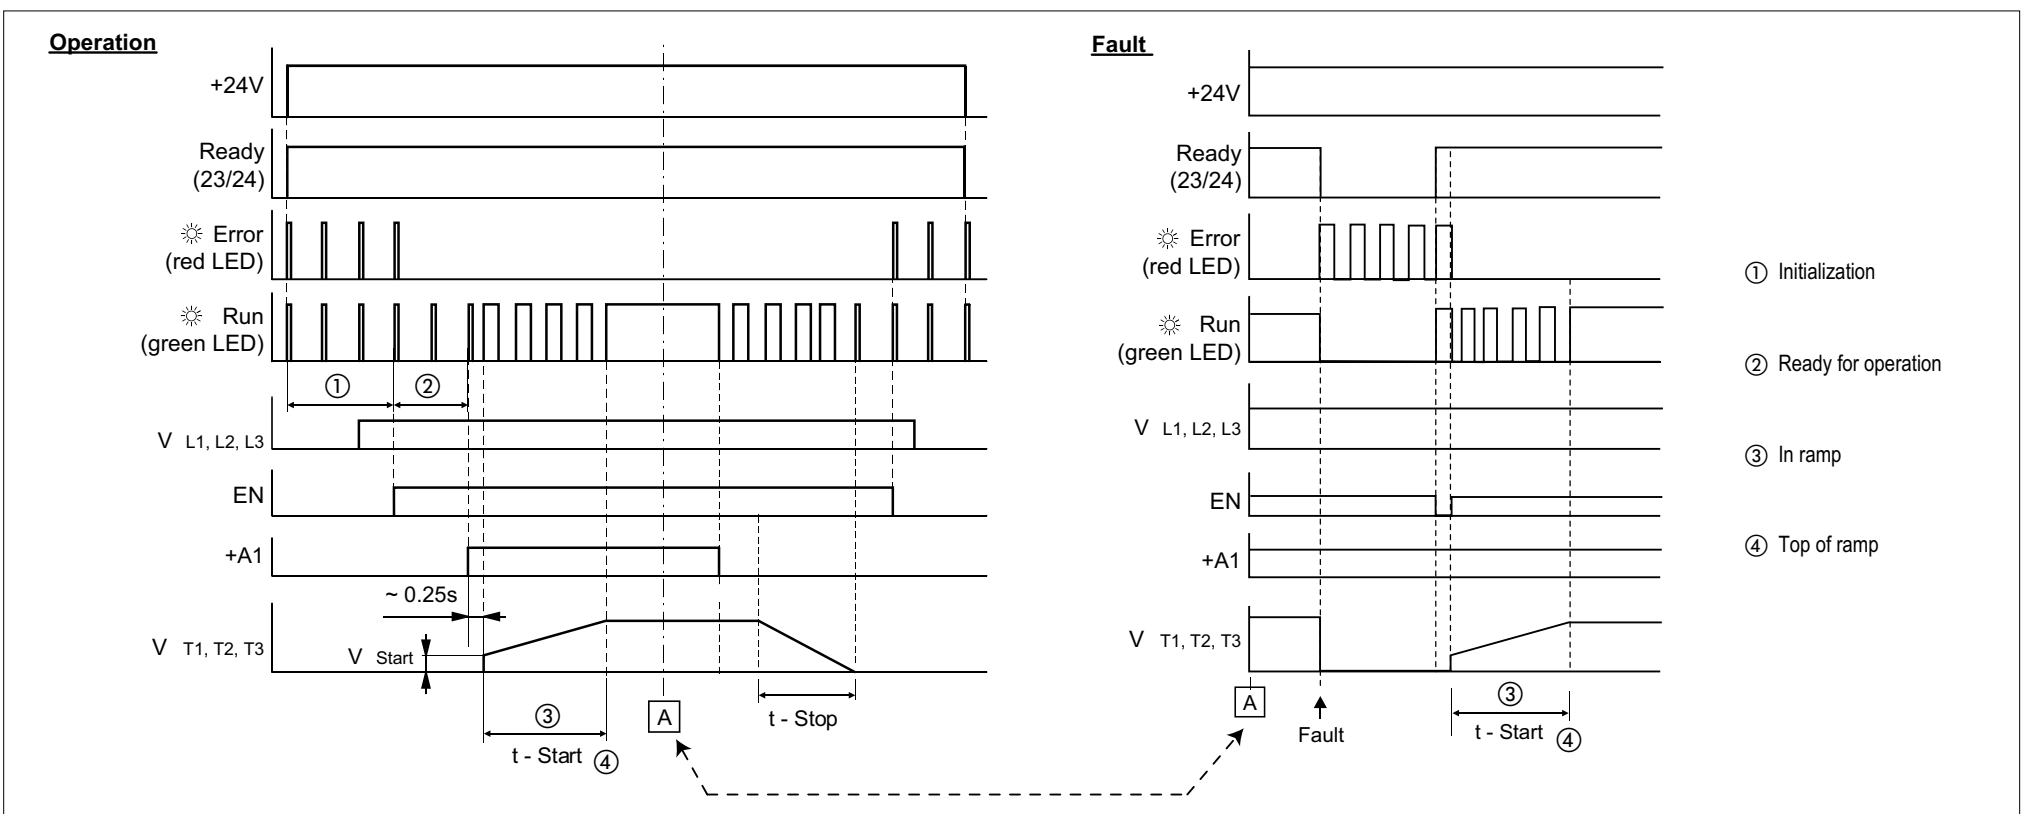 Operation
+24V
Ready
(23/24)
Error
(red LED)
Run
(green LED)
① ②
V L1, L2, L3
EN
+A1
~ 0.25s
V T1, T2, T3
V Start
③
t - Start ④
A
t - Stop
Fault
+24V
Ready
(23/24)
Error
(red LED)
Run
(green LED)
V L1, L2, L3
EN
+A1
V T1, T2, T3
A
Fault
③
t - Start ④
① Initialization
② Ready for operation
③ In ramp
④ Top of ramp